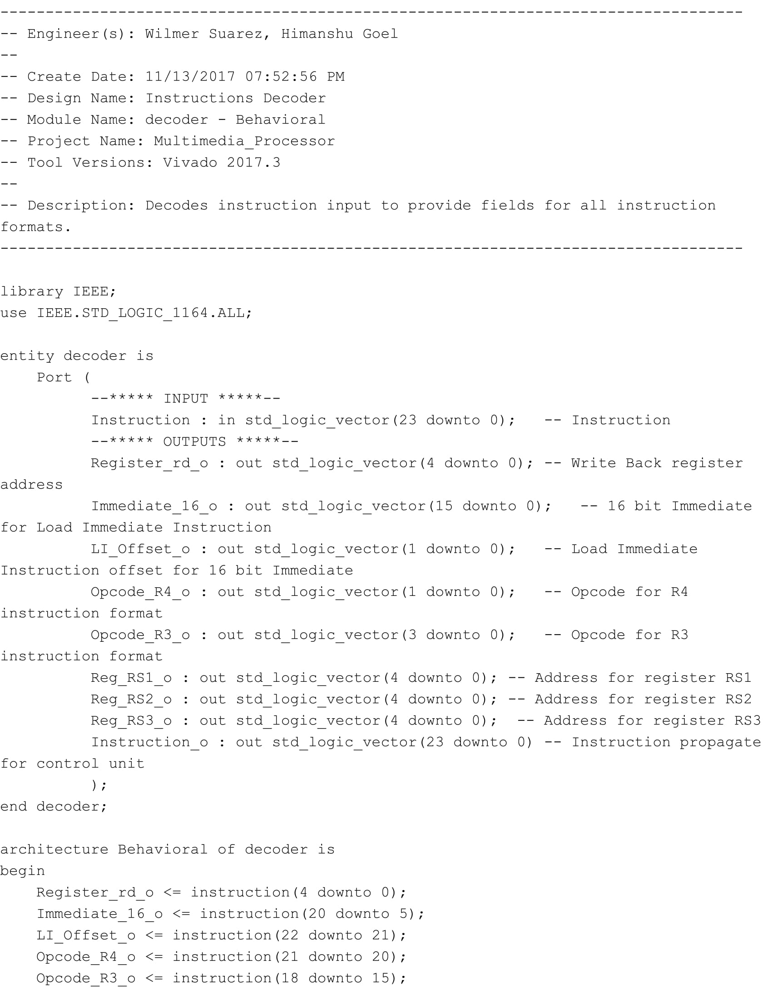 ----------------------------------------------------------------------------------
-- Engineer(s): Wilmer Suarez, Himanshu Goel
--
-- Create Date: 11/13/2017 07:52:56 PM
-- Design Name: Instructions Decoder
-- Module Name: decoder - Behavioral
-- Project Name: Multimedia_Processor
-- Tool Versions: Vivado 2017.3
--
-- Description: Decodes instruction input to provide fields for all instruction
formats.
----------------------------------------------------------------------------------

library IEEE;
use IEEE.STD_LOGIC_1164.ALL;

entity decoder is
    Port (
          --***** INPUT *****--
          Instruction : in std_logic_vector(23 downto 0);   -- Instruction
          --***** OUTPUTS *****--
          Register_rd_o : out std_logic_vector(4 downto 0); -- Write Back register
address
          Immediate_16_o : out std_logic_vector(15 downto 0);   -- 16 bit Immediate
for Load Immediate Instruction
          LI_Offset_o : out std_logic_vector(1 downto 0);   -- Load Immediate
Instruction offset for 16 bit Immediate
          Opcode_R4_o : out std_logic_vector(1 downto 0);   -- Opcode for R4
instruction format
          Opcode_R3_o : out std_logic_vector(3 downto 0);   -- Opcode for R3
instruction format
          Reg_RS1_o : out std_logic_vector(4 downto 0); -- Address for register RS1
          Reg_RS2_o : out std_logic_vector(4 downto 0); -- Address for register RS2
          Reg_RS3_o : out std_logic_vector(4 downto 0);  -- Address for register RS3
          Instruction_o : out std_logic_vector(23 downto 0) -- Instruction propagate
for control unit
          );
end decoder;

architecture Behavioral of decoder is
begin
    Register_rd_o <= instruction(4 downto 0);
    Immediate_16_o <= instruction(20 downto 5);
    LI_Offset_o <= instruction(22 downto 21);
    Opcode_R4_o <= instruction(21 downto 20);
    Opcode_R3_o <= instruction(18 downto 15);